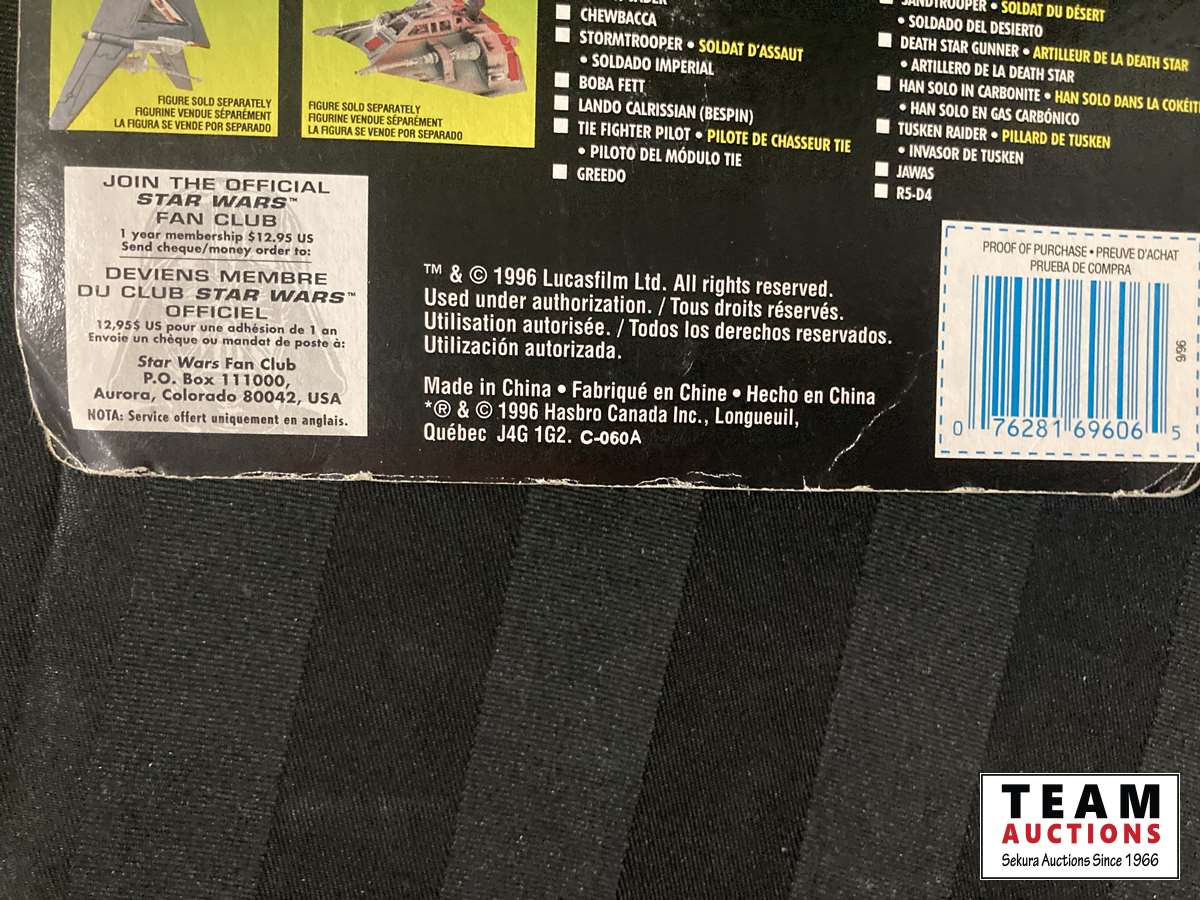 FIGURE SOLD SEPARATELY
FIGURINE VENDUE SÉPARÉMENT
LA FIGURA SE VENDE POR SEPARADO
FIGURE SOLD SEPARATELY
FIGURINE VENDUE SÉPARÉMENT
LA FIGURA SE VENDE POR SEPARADO
CHEWBACCA
STORMTROOPER • SOLDAT D'ASSAUT
• SOLDADO IMPERIAL
BOBA FETT
LANDO CALRISSIAN (BESPIN)
TIE FIGHTER PILOT • PILOTE DE CHASSEUR TIE
• PILOTO DEL MÓDULO TIE
GREEDO
SANDTROOPER • SOLDAT DU DÉSERT
• SOLDADO DEL DESIERTO
DEATH STAR GUNNER • ARTILLEUR DE LA DEATH STAR
• ARTILLERO DE LA DEATH STAR
HAN SOLO IN CARBONITE • HAN SOLO DANS LA
• HAN SOLO EN GAS CARBÓNICO
TUSKEN RAIDER • PILLARD DE TUSKEN
• INVASOR DE TUSKEN
JAWAS
R5-D4
JOIN THE OFFICIAL
STAR WARS™
FAN CLUB
1 year membership $12.95 US
Send cheque/money order to:
DEVIENS MEMBRE
DU CLUB STAR WARS™
OFFICIEL
12,95$ US pour une adhésion de 1 an
Envoie un chèque ou mandat de poste à:
Star Wars Fan Club
P.O. Box 111000,
Aurora, Colorado 80042, USA
NOTA: Service offert uniquement en anglais.
™ & © 1996 Lucasfilm Ltd. All rights reserved.
Used under authorization. / Tous droits réservés.
Utilisation autorisée. / Todos los derechos reservados.
Utilización autorizada.
Made in China • Fabriqué en Chine • Hecho en China
*® & © 1996 Hasbro Canada Inc., Longueuil,
Québec J4G 1G2. C-060A
PROOF OF PURCHASE • PREUVE D'ACHAT
PRUEBA DE COMPRA
9/96
0 76281 69606 5
TEAM
AUCTIONS
Sekura Auctions Since 1966